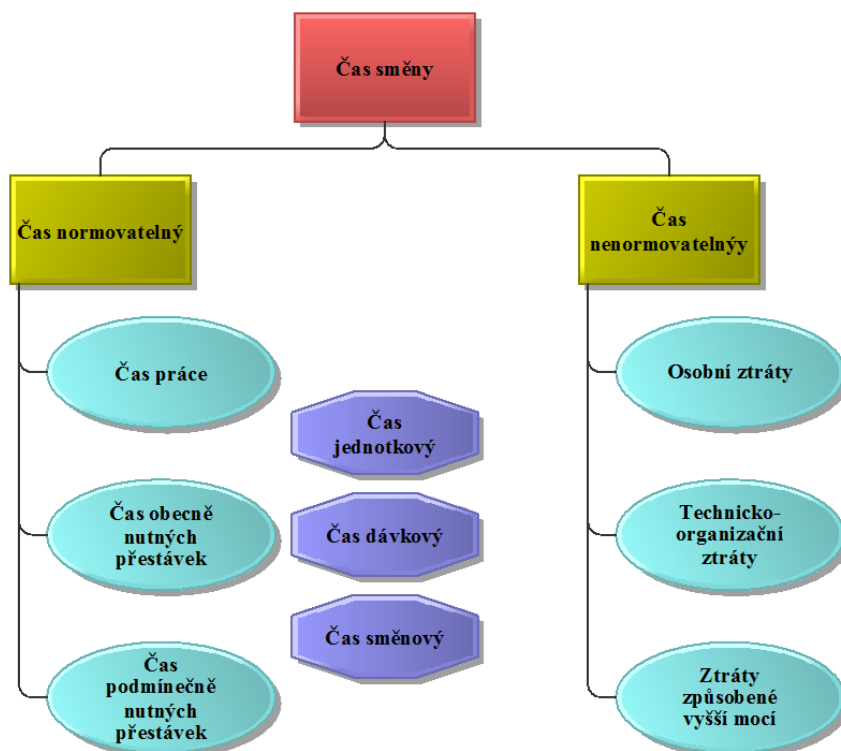 Čas směny
Čas normovatelný
Čas
nenormovatelnýy
Čas práce
Čas obecně
nutných
přestávek
Čas
podmínečně
nutných
přestávek
Čas
jednotkový
Čas dávkový
Čas směnový
Osobní ztráty
Technicko-
organizační
ztráty
Ztráty
způsobené
vyšší mocí